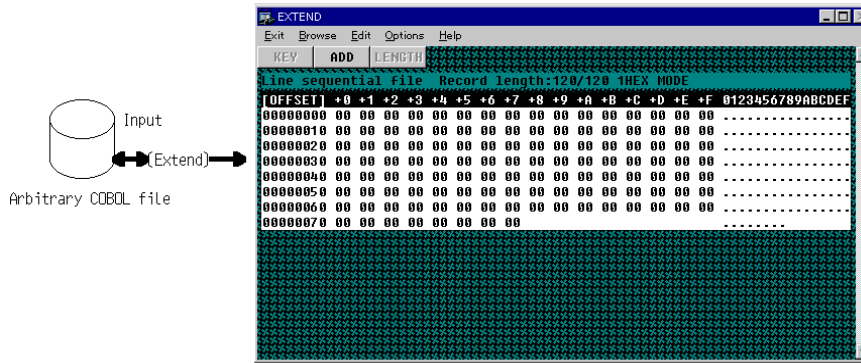 Input
(Extend)
Arbitrary COBOL file
EXTEND
Exit Browse Edit Options Help
KEY ADD LENGTH
Line sequential file Record length:120/120 1HEX MODE
[OFFSET] +0 +1 +2 +3 +4 +5 +6 +7 +8 +9 +A +B +C +D +E +F 0123456789ABCDEF
00000000 00 00 00 00 00 00 00 00 00 00 00 00 00 00 00 00 ................
00000010 00 00 00 00 00 00 00 00 00 00 00 00 00 00 00 00 ................
00000020 00 00 00 00 00 00 00 00 00 00 00 00 00 00 00 00 ................
00000030 00 00 00 00 00 00 00 00 00 00 00 00 00 00 00 00 ................
00000040 00 00 00 00 00 00 00 00 00 00 00 00 00 00 00 00 ................
00000050 00 00 00 00 00 00 00 00 00 00 00 00 00 00 00 00 ................
00000060 00 00 00 00 00 00 00 00 00 00 00 00 00 00 00 00 ................
00000070 00 00 00 00 00 00 00 00 ........